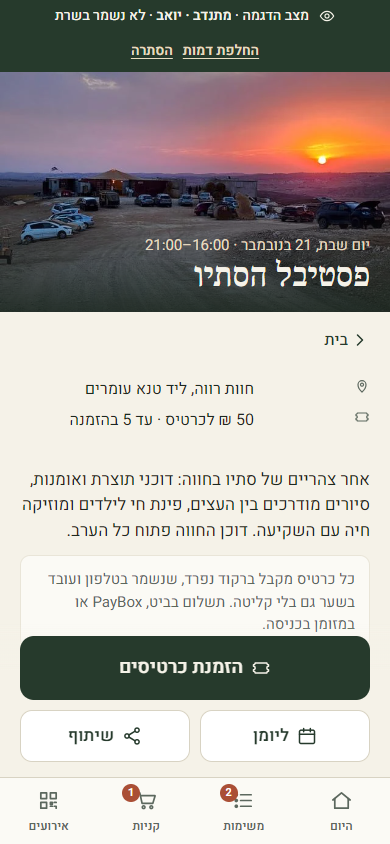 מצב הדגמה · מתנדב · יואב · לא נשמר בשרת
החלפת דמות הסתרה
יום שבת, 21 בנובמבר · 16:00–21:00
פסטיבל הסתיו
בית
חוות רווה, ליד טנא עומרים
50 ₪ לכרטיס · עד 5 בהזמנה
אחר צהריים של סתיו בחווה: דוכני תוצרת ואומנות,
סיורים מודרכים בין העצים, פינת חי לילדים ומוזיקה
חיה עם השקיעה. דוכן החווה פתוח כל הערב.
כל כרטיס מקבל ברקוד נפרד, שנשמר בטלפון ועובד
בשער גם בלי קליטה. תשלום בביט, PayBox או
במזומן בכניסה.
הזמנת כרטיסים
ליומן
שיתוף
היום
2
משימות
1
קניות
אירועים